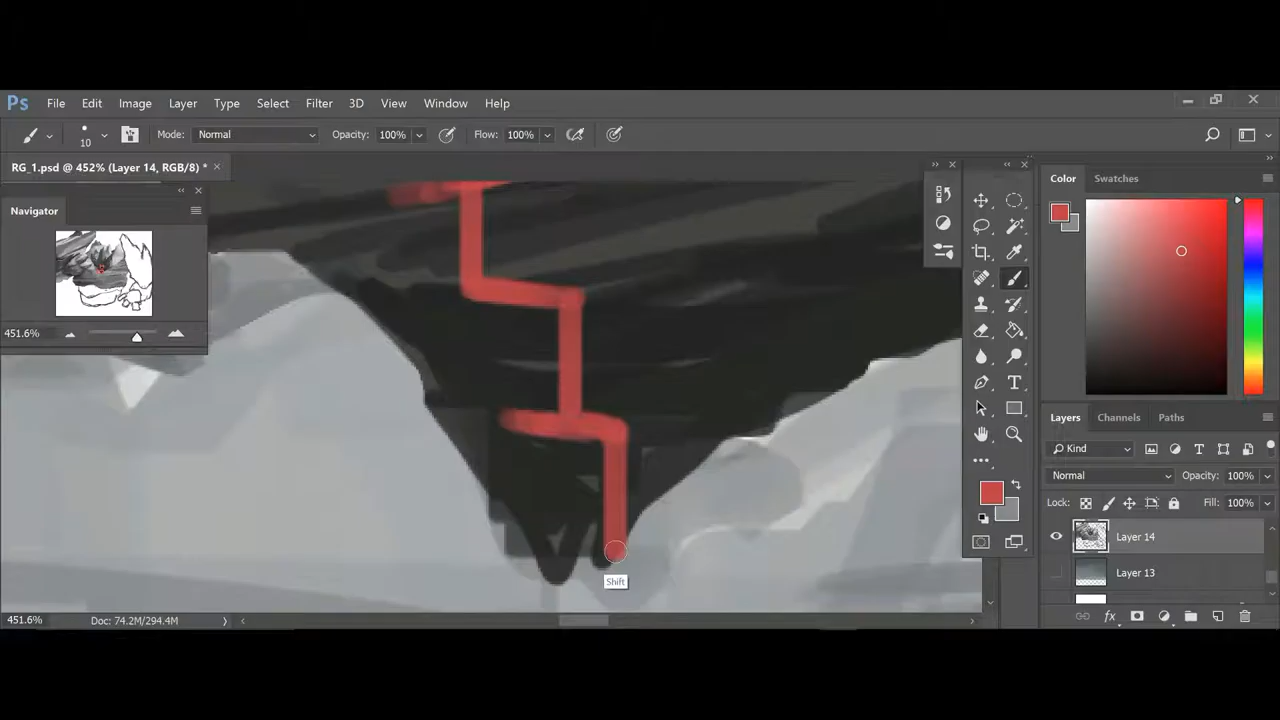 Ps File Edit Image Layer Type Select Filter 3D View Window Help
10 Mode: Normal Opacity: 100% Flow: 100%
RG_1.psd @ 452% (Layer 14, RGB/8) *
Navigator
451.6%
Shift
451.6% Doc: 74.2M/294.4M
Color Swatches
Layers Channels Paths
Kind
Normal Opacity: 100%
Lock: Fill: 100%
Layer 14
Layer 13
fx